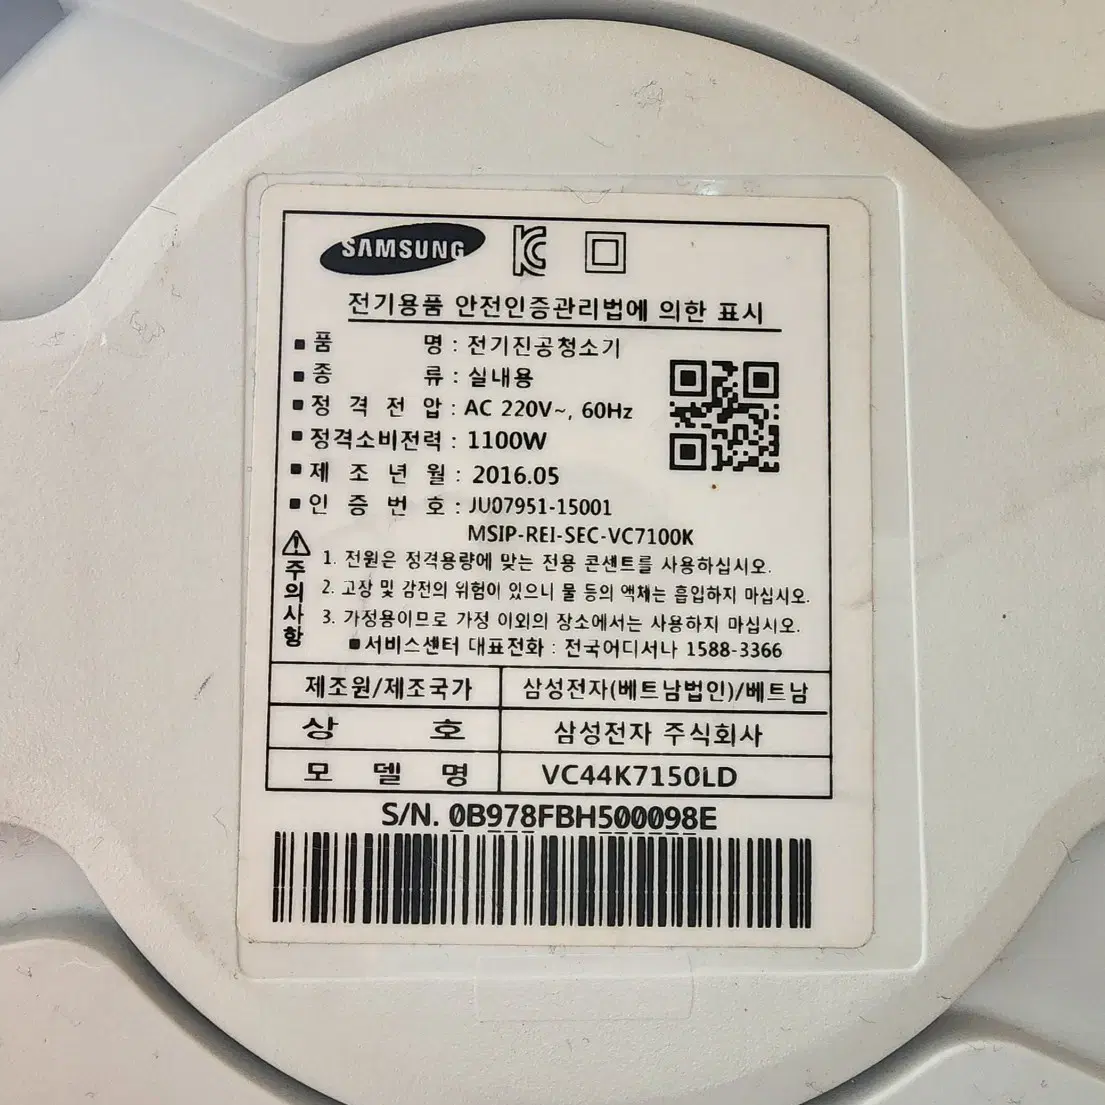 SAMSUNG
전기용품 안전인증관리법에 의한 표시
■ 품 명 : 전기진공청소기
■ 종 류 : 실내용
■ 정 격 전 압 : AC 220V~, 60Hz
■ 정격소비전력 : 1100W
■ 제 조 년 월 : 2016.05
■ 인 증 번 호 : JU07951-15001
MSIP-REI-SEC-VC7100K
주의사항
1. 전원은 정격용량에 맞는 전용 콘센트를 사용하십시오.
2. 고장 및 감전의 위험이 있으니 물 등의 액체는 흡입하지 마십시오.
3. 가정용이므로 가정 이외의 장소에서는 사용하지 마십시오.
■서비스센터 대표전화 : 전국어디서나 1588-3366
제조원/제조국가 삼성전자(베트남법인)/베트남
상 호 삼성전자 주식회사
모 델 명 VC44K7150LD
S/N. 0B978FBH500098E